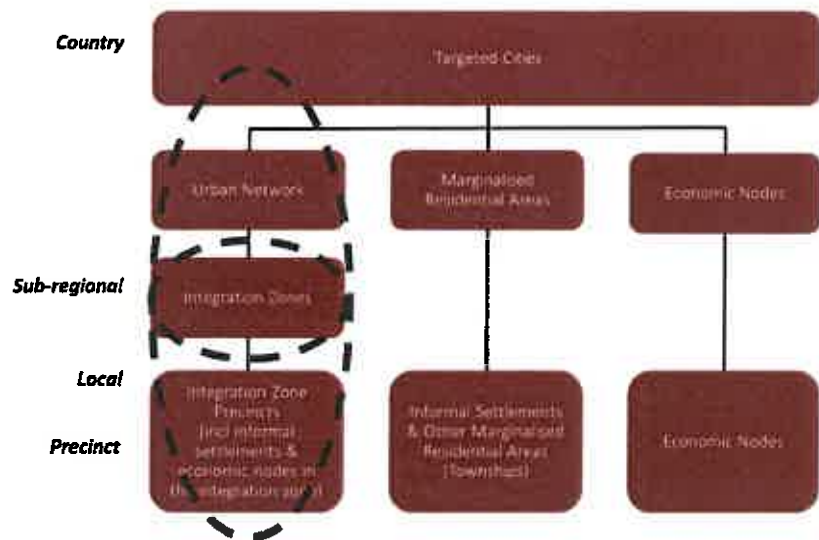 Country
Targeted Cities
Urban Network
Marginalised
Residential Areas
Economic Nodes
Sub-regional
Integration Zones
Local
Precinct
Integration Zone
Precincts
(incl informal
settlements &
economic nodes in
the integration zone)
Informal Settlements
& Other Marginalised
Residential Areas
(Townships)
Economic Nodes